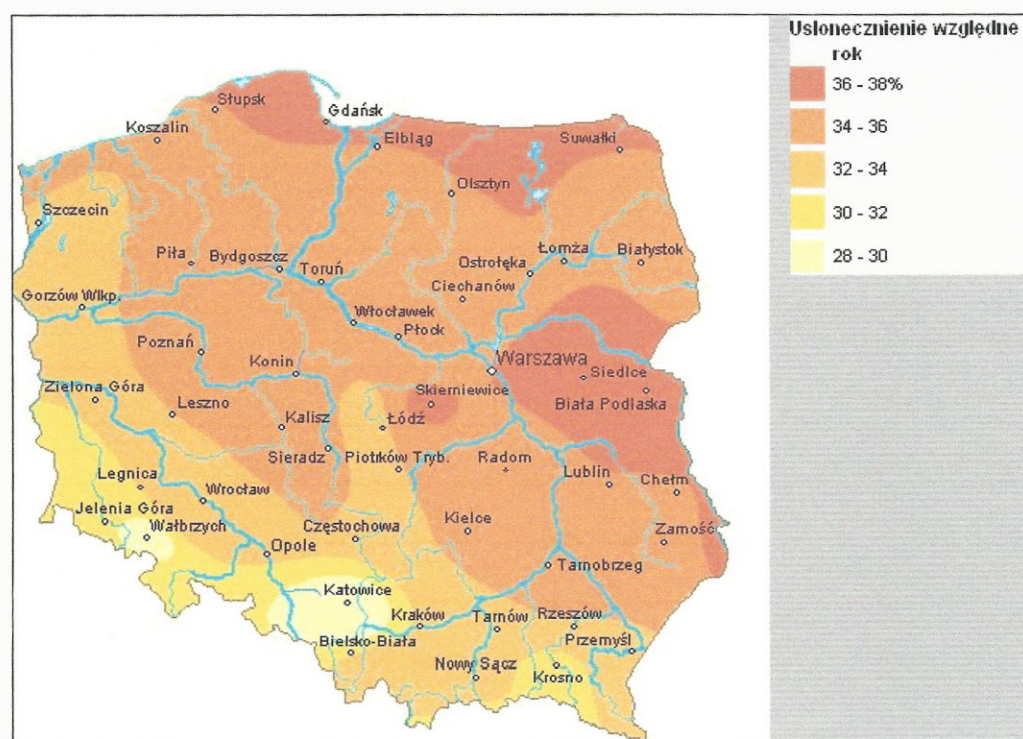 Usłonecznienie względne
rok
36 - 38%
34 - 36
32 - 34
30 - 32
28 - 30
Słupsk
Gdańsk
Koszalin
Elbląg
Suwałki
Olsztyn
Szczecin
Piła
Bydgoszcz
Toruń
Łomża
Białystok
Ostrołęka
Ciechanów
Gorzów Wlkp.
Włocławek
Płock
Poznań
Konin
Warszawa
Siedlce
Skierniewice
Biała Podlaska
Zielona Góra
Leszno
Kalisz
Łódź
Sieradz
Piotrków Tryb.
Radom
Lublin
Chełm
Legnica
Wrocław
Jelenia Góra
Wałbrzych
Częstochowa
Kielce
Zamość
Opole
Tarnobrzeg
Katowice
Kraków
Tarnów
Rzeszów
Bielsko-Biała
Przemyśl
Nowy Sącz
Krosno